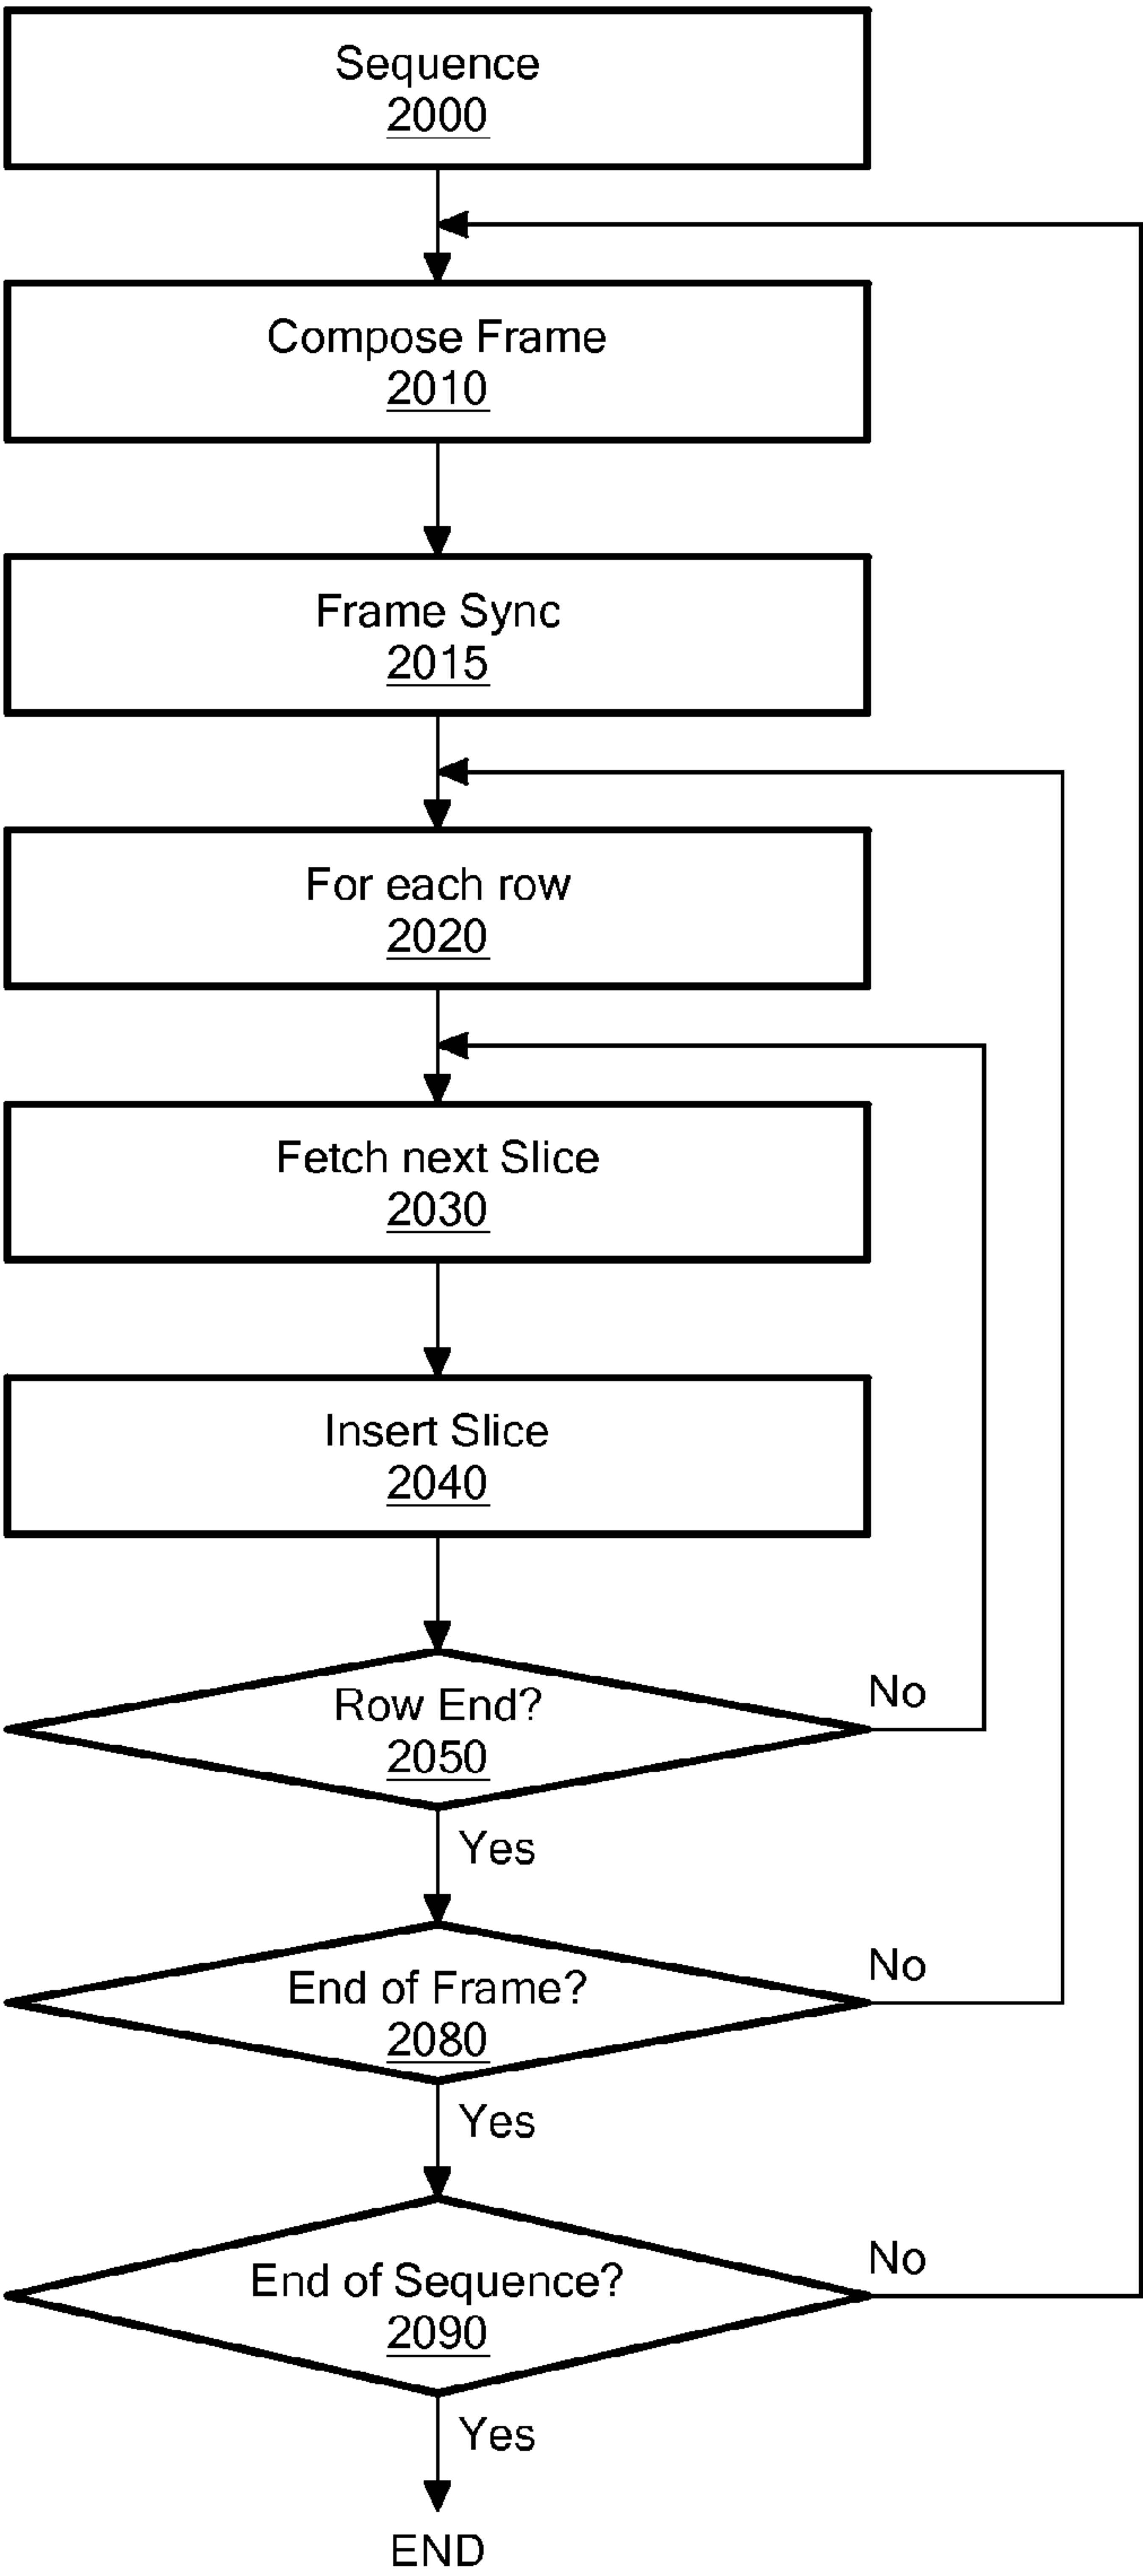 Sequence
2000
Compose Frame
2010
Frame Sync
2015
For each row
2020
Fetch next Slice
2030
Insert Slice
2040
Row End?
2050
No
Yes
End of Frame?
2080
No
Yes
End of Sequence?
2090
No
Yes
END